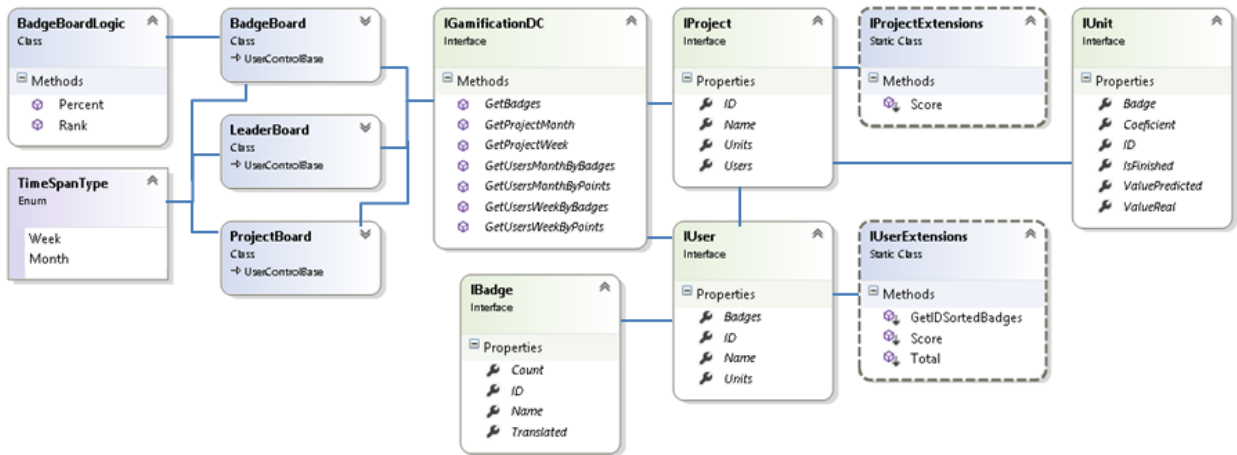 BadgeBoardLogic
Class
Methods
Percent
Rank
TimeSpanType
Enum
Week
Month
BadgeBoard
Class
UserControlBase
LeaderBoard
Class
UserControlBase
ProjectBoard
Class
UserControlBase
IGamificationDC
Interface
Methods
GetBadges
GetProjectMonth
GetProjectWeek
GetUsersMonthByBadges
GetUsersMonthByPoints
GetUsersWeekByBadges
GetUsersWeekByPoints
IBadge
Interface
Properties
Count
ID
Name
Translated
IProject
Interface
Properties
ID
Name
Units
Users
IUser
Interface
Properties
Badges
ID
Name
Units
IProjectExtensions
Static Class
Methods
Score
IUserExtensions
Static Class
Methods
GetIDSortedBadges
Score
Total
IUnit
Interface
Properties
Badge
Coeficient
ID
IsFinished
ValuePredicted
ValueReal